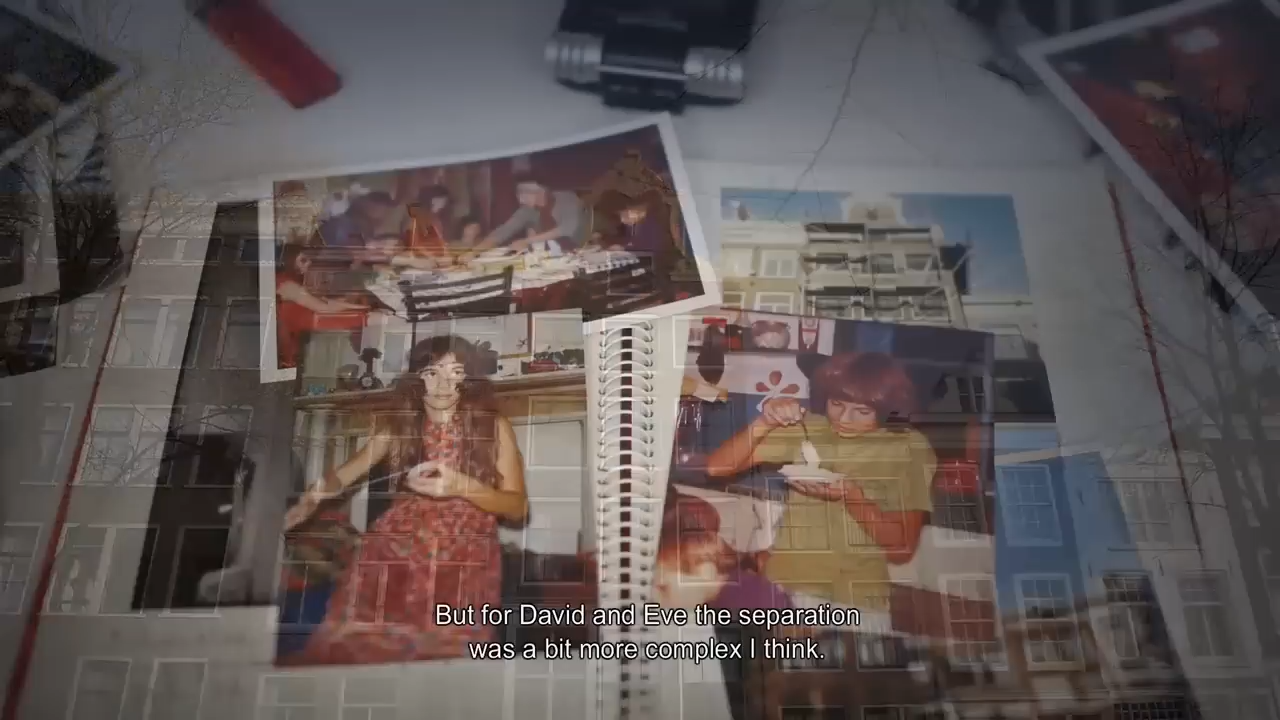 But for David and Eve the separation
was a bit more complex I think.